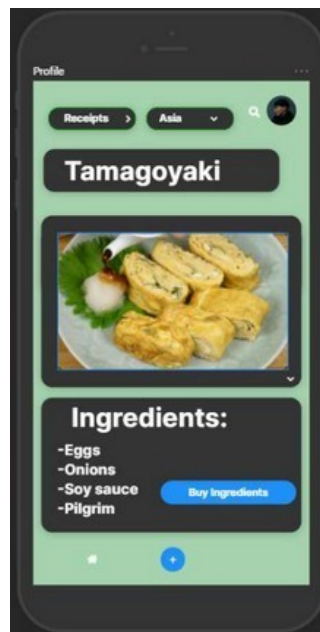 Profile
Receipts
Asia
Tamagoyaki
Ingredients:
-Eggs
-Onions
-Soy sauce
-Pilgrim
Buy Ingredients